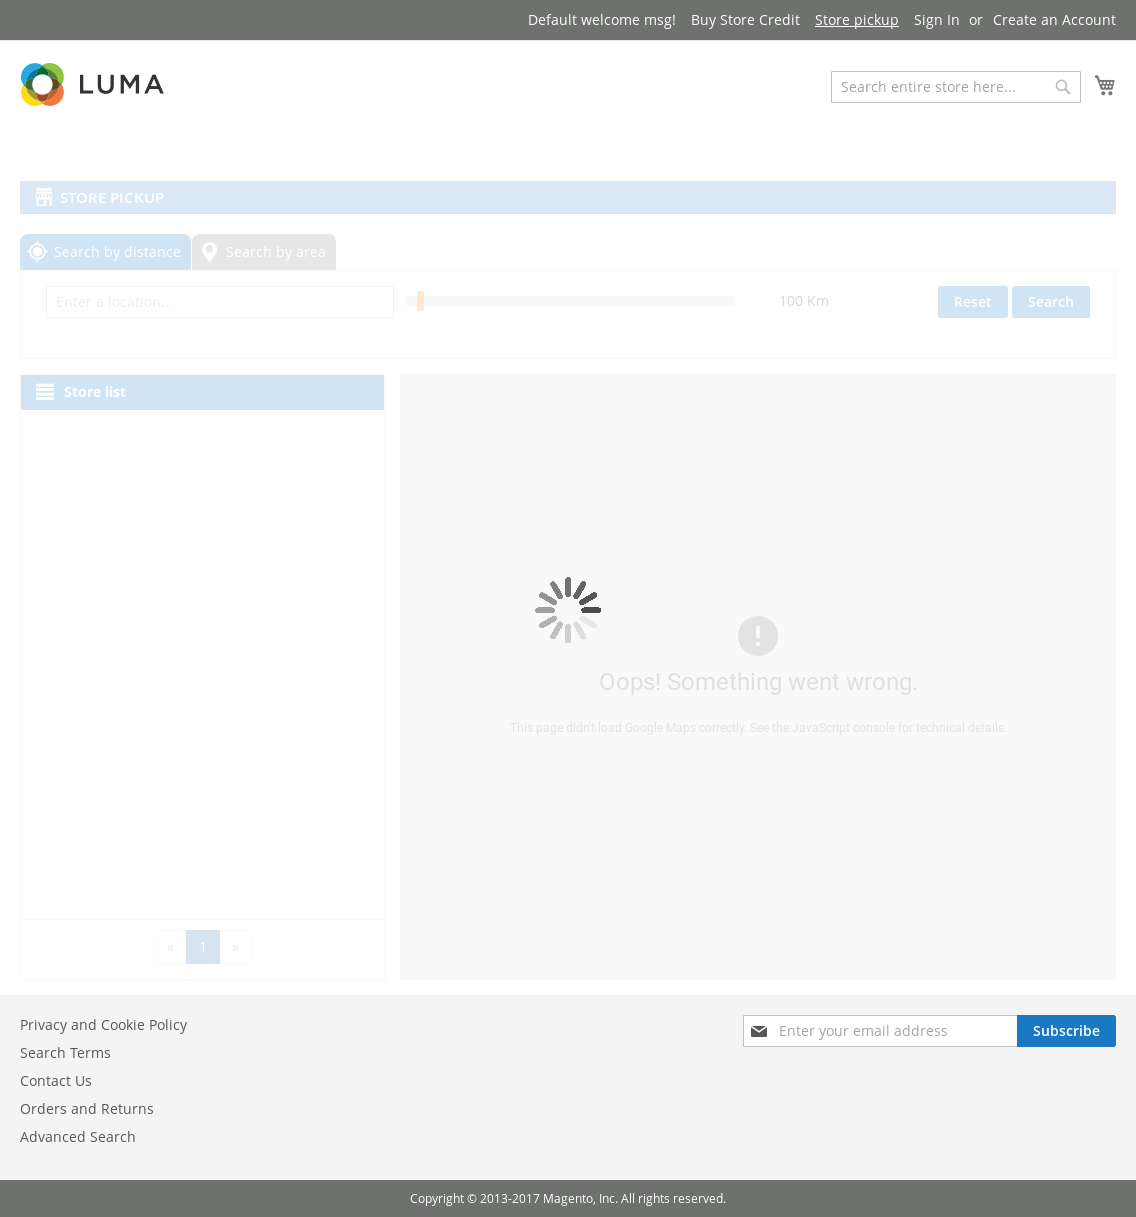 Default welcome msg! Buy Store Credit Store pickup Sign In or Create an Account
LUMA
Search entire store here...
STORE PICKUP
Search by distance Search by area
Enter a location... 100 Km Reset Search
Store list
Oops! Something went wrong.
This page didn't load Google Maps correctly. See the JavaScript console for technical details.
« 1 »
Privacy and Cookie Policy
Search Terms
Contact Us
Orders and Returns
Advanced Search
Enter your email address Subscribe
Copyright © 2013-2017 Magento, Inc. All rights reserved.